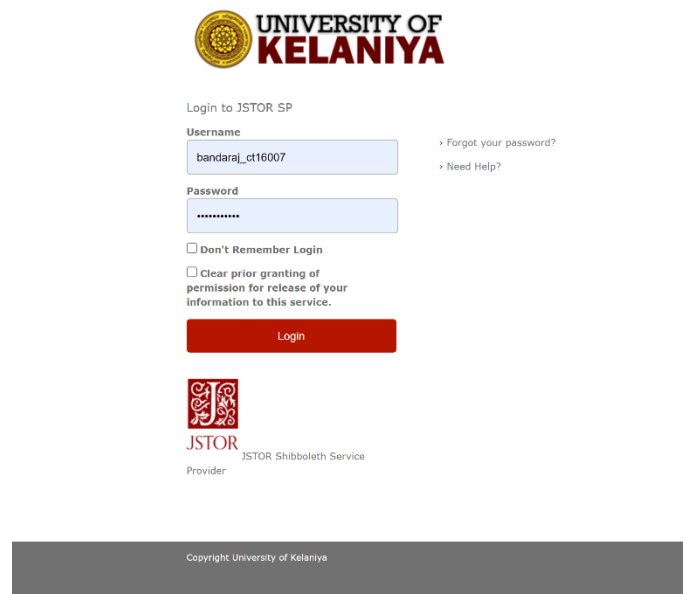 UNIVERSITY OF
KELANIYA
Login to JSTOR SP
Username
bandaraj_ct16007
› Forgot your password?
› Need Help?
Password
•••••••••••
Don't Remember Login
Clear prior granting of
permission for release of your
information to this service.
Login
JSTOR
JSTOR Shibboleth Service
Provider
Copyright University of Kelaniya